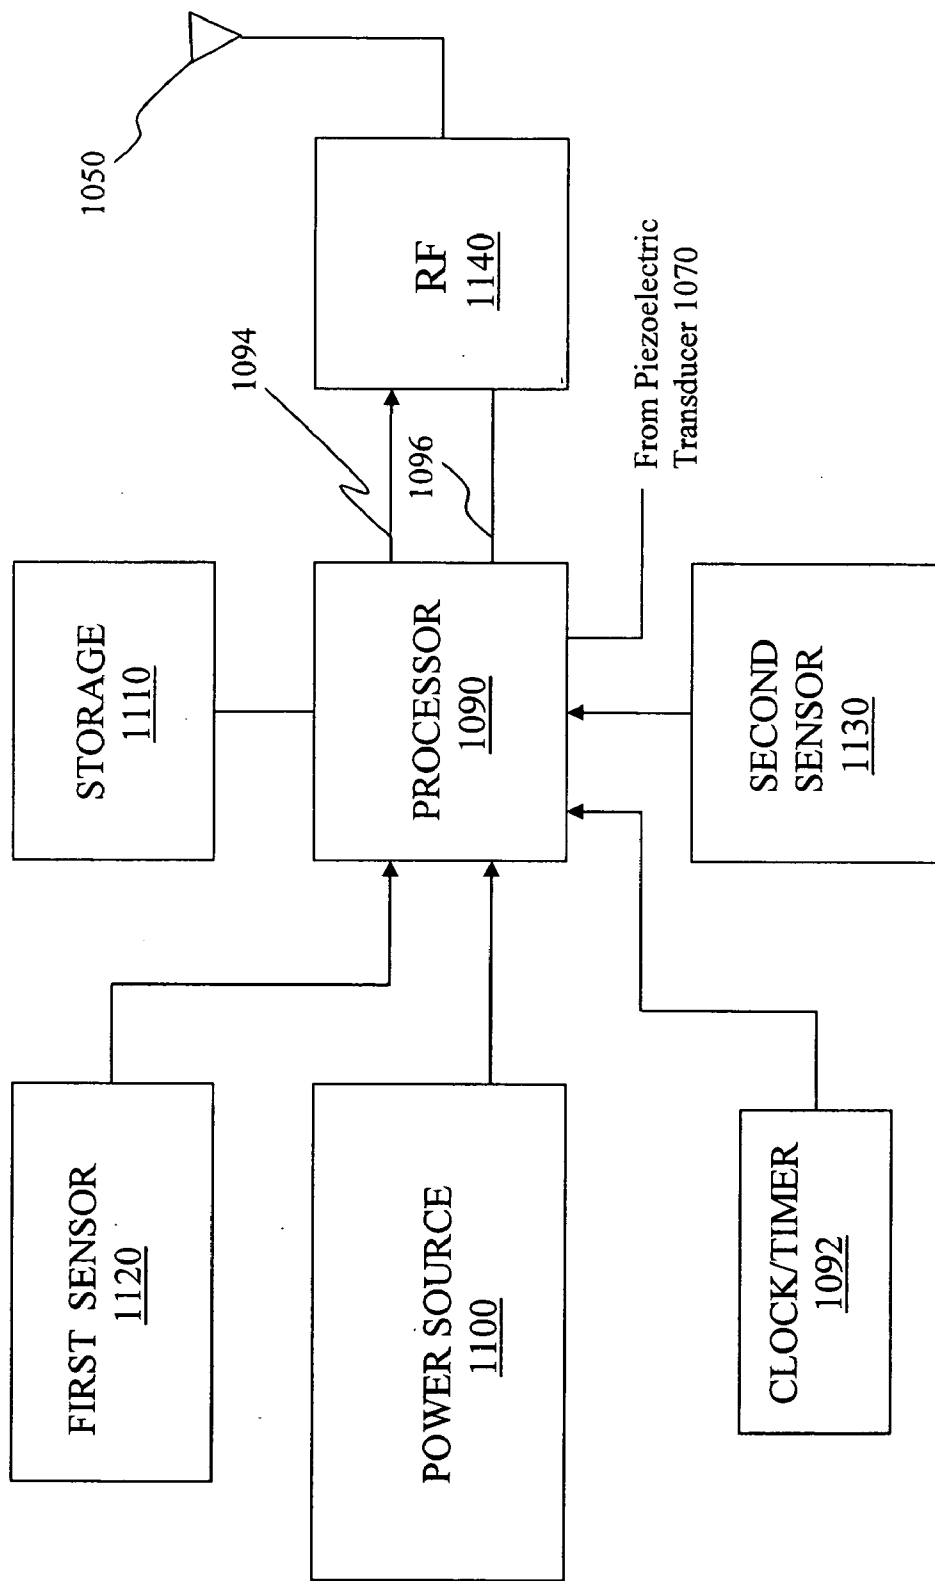 FIRST SENSOR
1120
STORAGE
1110
1050
POWER SOURCE
1100
PROCESSOR
1090
1094
1096
RF
1140
CLOCK/TIMER
1092
SECOND
SENSOR
1130
From Piezoelectric
Transducer 1070